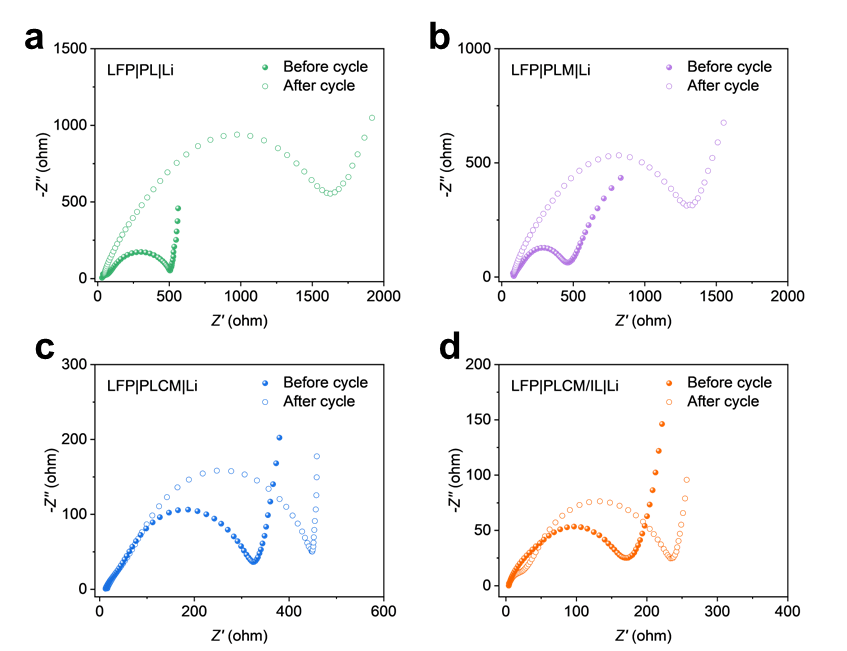 a
LFP|PL|Li
Before cycle
After cycle
1500
1000
500
0
-Z″ (ohm)
0 500 1000 1500 2000
Z′ (ohm)
b
LFP|PLM|Li
Before cycle
After cycle
1000
500
0
-Z″ (ohm)
0 500 1000 1500 2000
Z′ (ohm)
c
LFP|PLCM|Li
Before cycle
After cycle
300
200
100
0
-Z″ (ohm)
0 200 400 600
Z′ (ohm)
d
LFP|PLCM/IL|Li
Before cycle
After cycle
200
150
100
50
0
-Z″ (ohm)
0 100 200 300 400
Z′ (ohm)